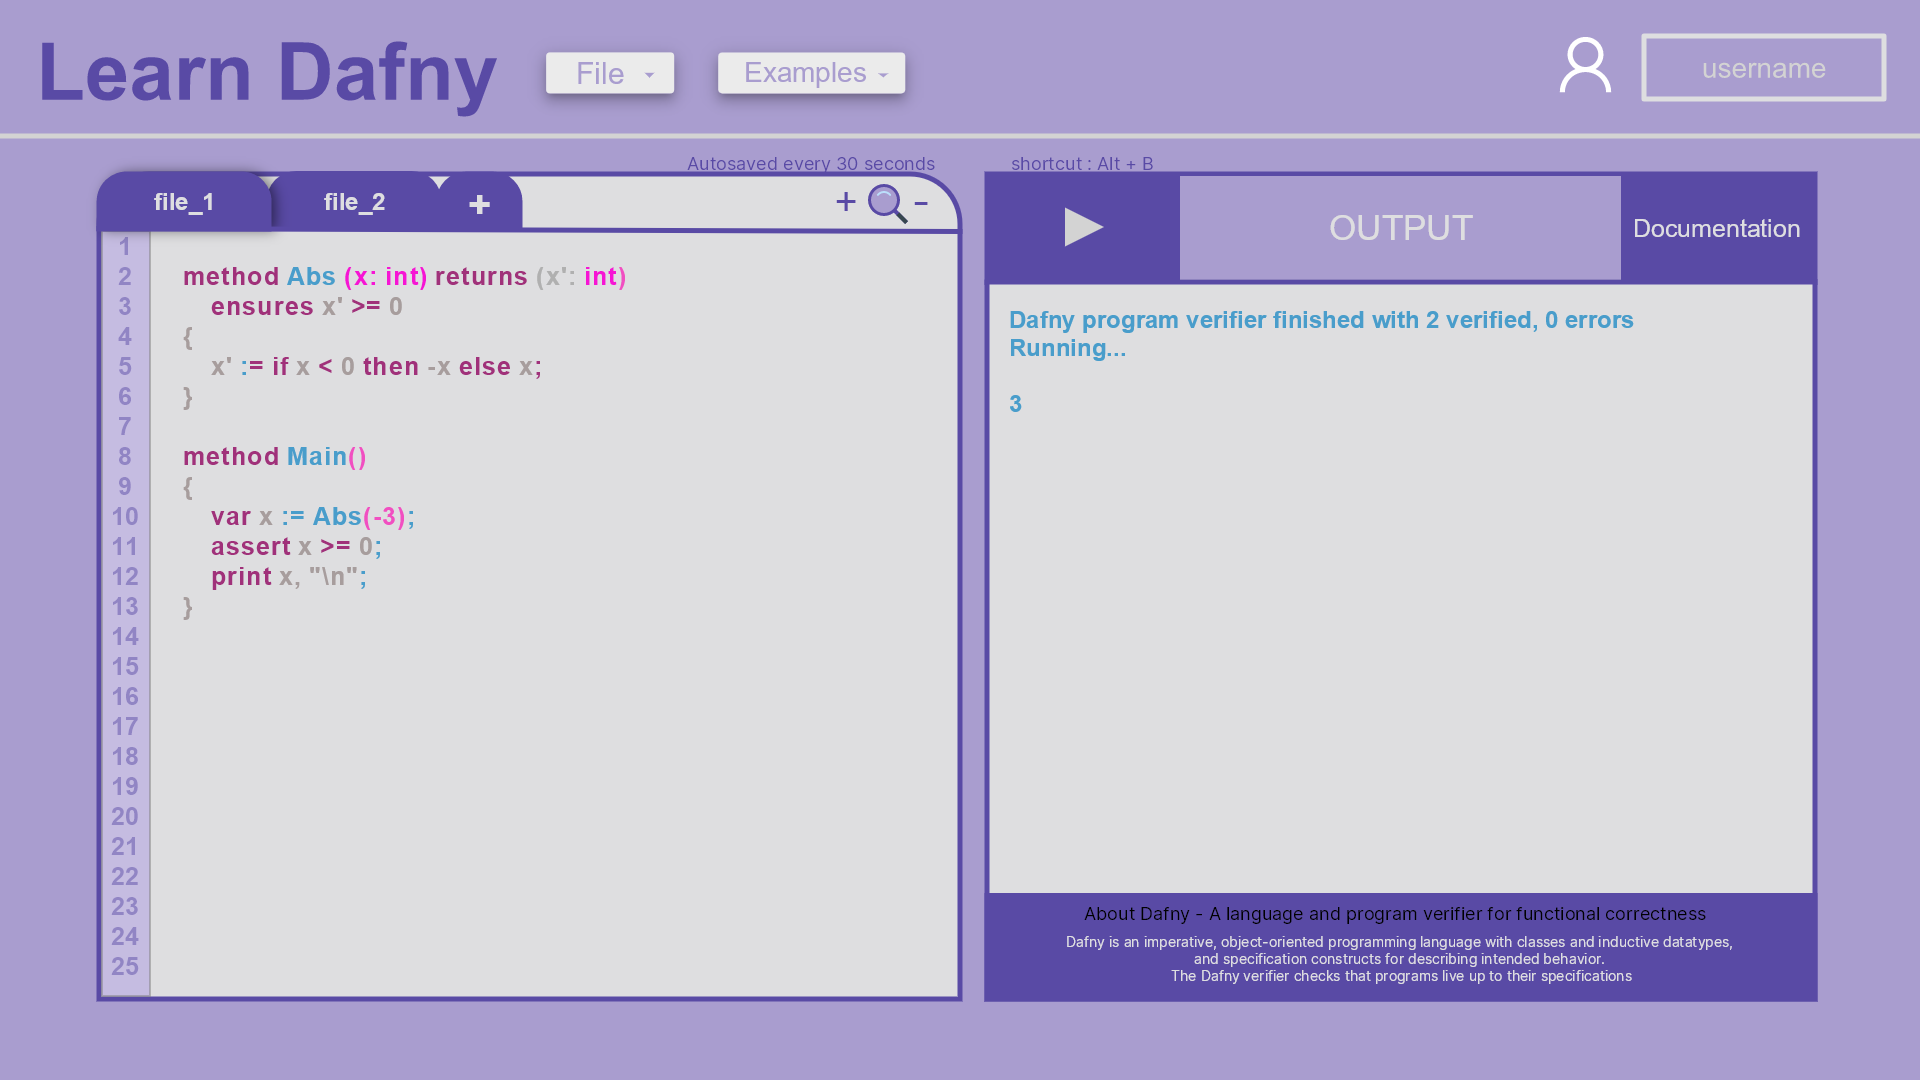 Learn Dafny
File
Examples
username
Autosaved every 30 seconds
shortcut : Alt + B
file_1
file_2
+
+
-
OUTPUT
Documentation
1
2 method Abs (x: int) returns (x': int)
3 ensures x' >= 0
4 {
5 x' := if x < 0 then -x else x;
6 }
7
8 method Main()
9 {
10 var x := Abs(-3);
11 assert x >= 0;
12 print x, "\n";
13 }
14
15
16
17
18
19
20
21
22
23
24
25
Dafny program verifier finished with 2 verified, 0 errors
Running...
3
About Dafny - A language and program verifier for functional correctness
Dafny is an imperative, object-oriented programming language with classes and inductive datatypes,
and specification constructs for describing intended behavior.
The Dafny verifier checks that programs live up to their specifications